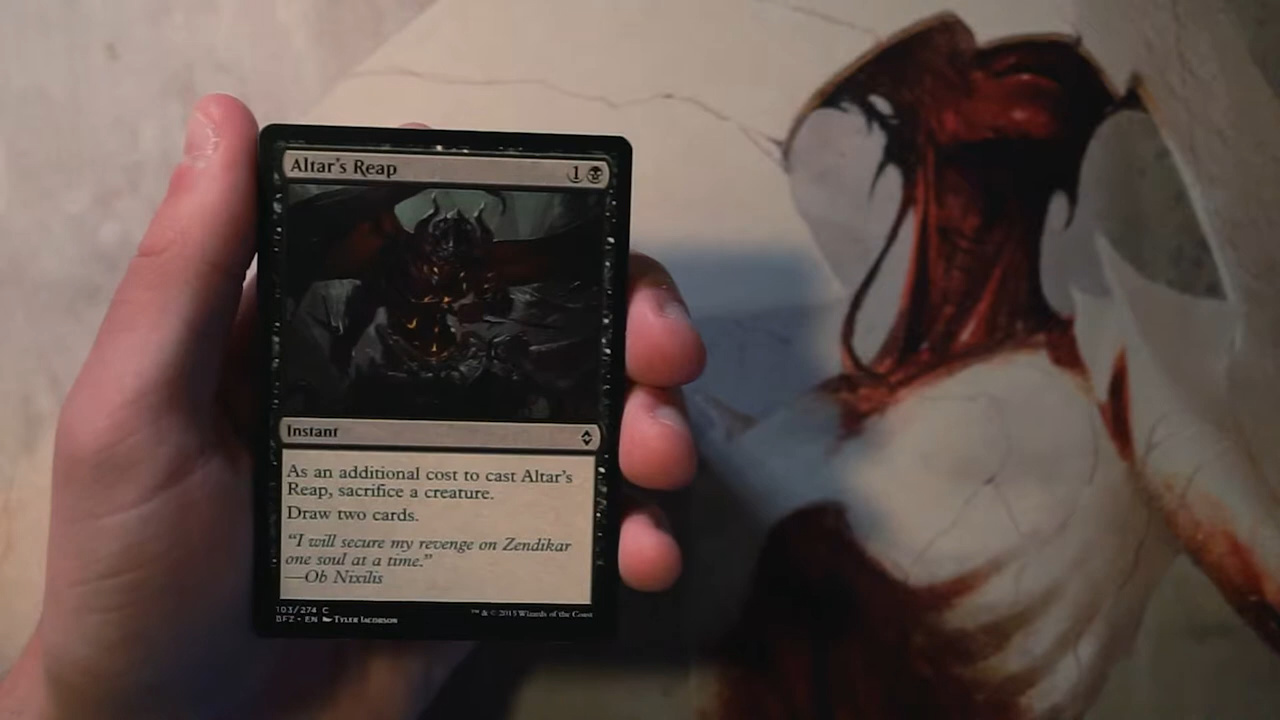 Altar's Reap 1
Instant
As an additional cost to cast Altar's
Reap, sacrifice a creature.
Draw two cards.
"I will secure my revenge on Zendikar
one soul at a time."
—Ob Nixilis
103/274 C
BFZ • EN Tyler Jacobson
™ & © 2015 Wizards of the Coast